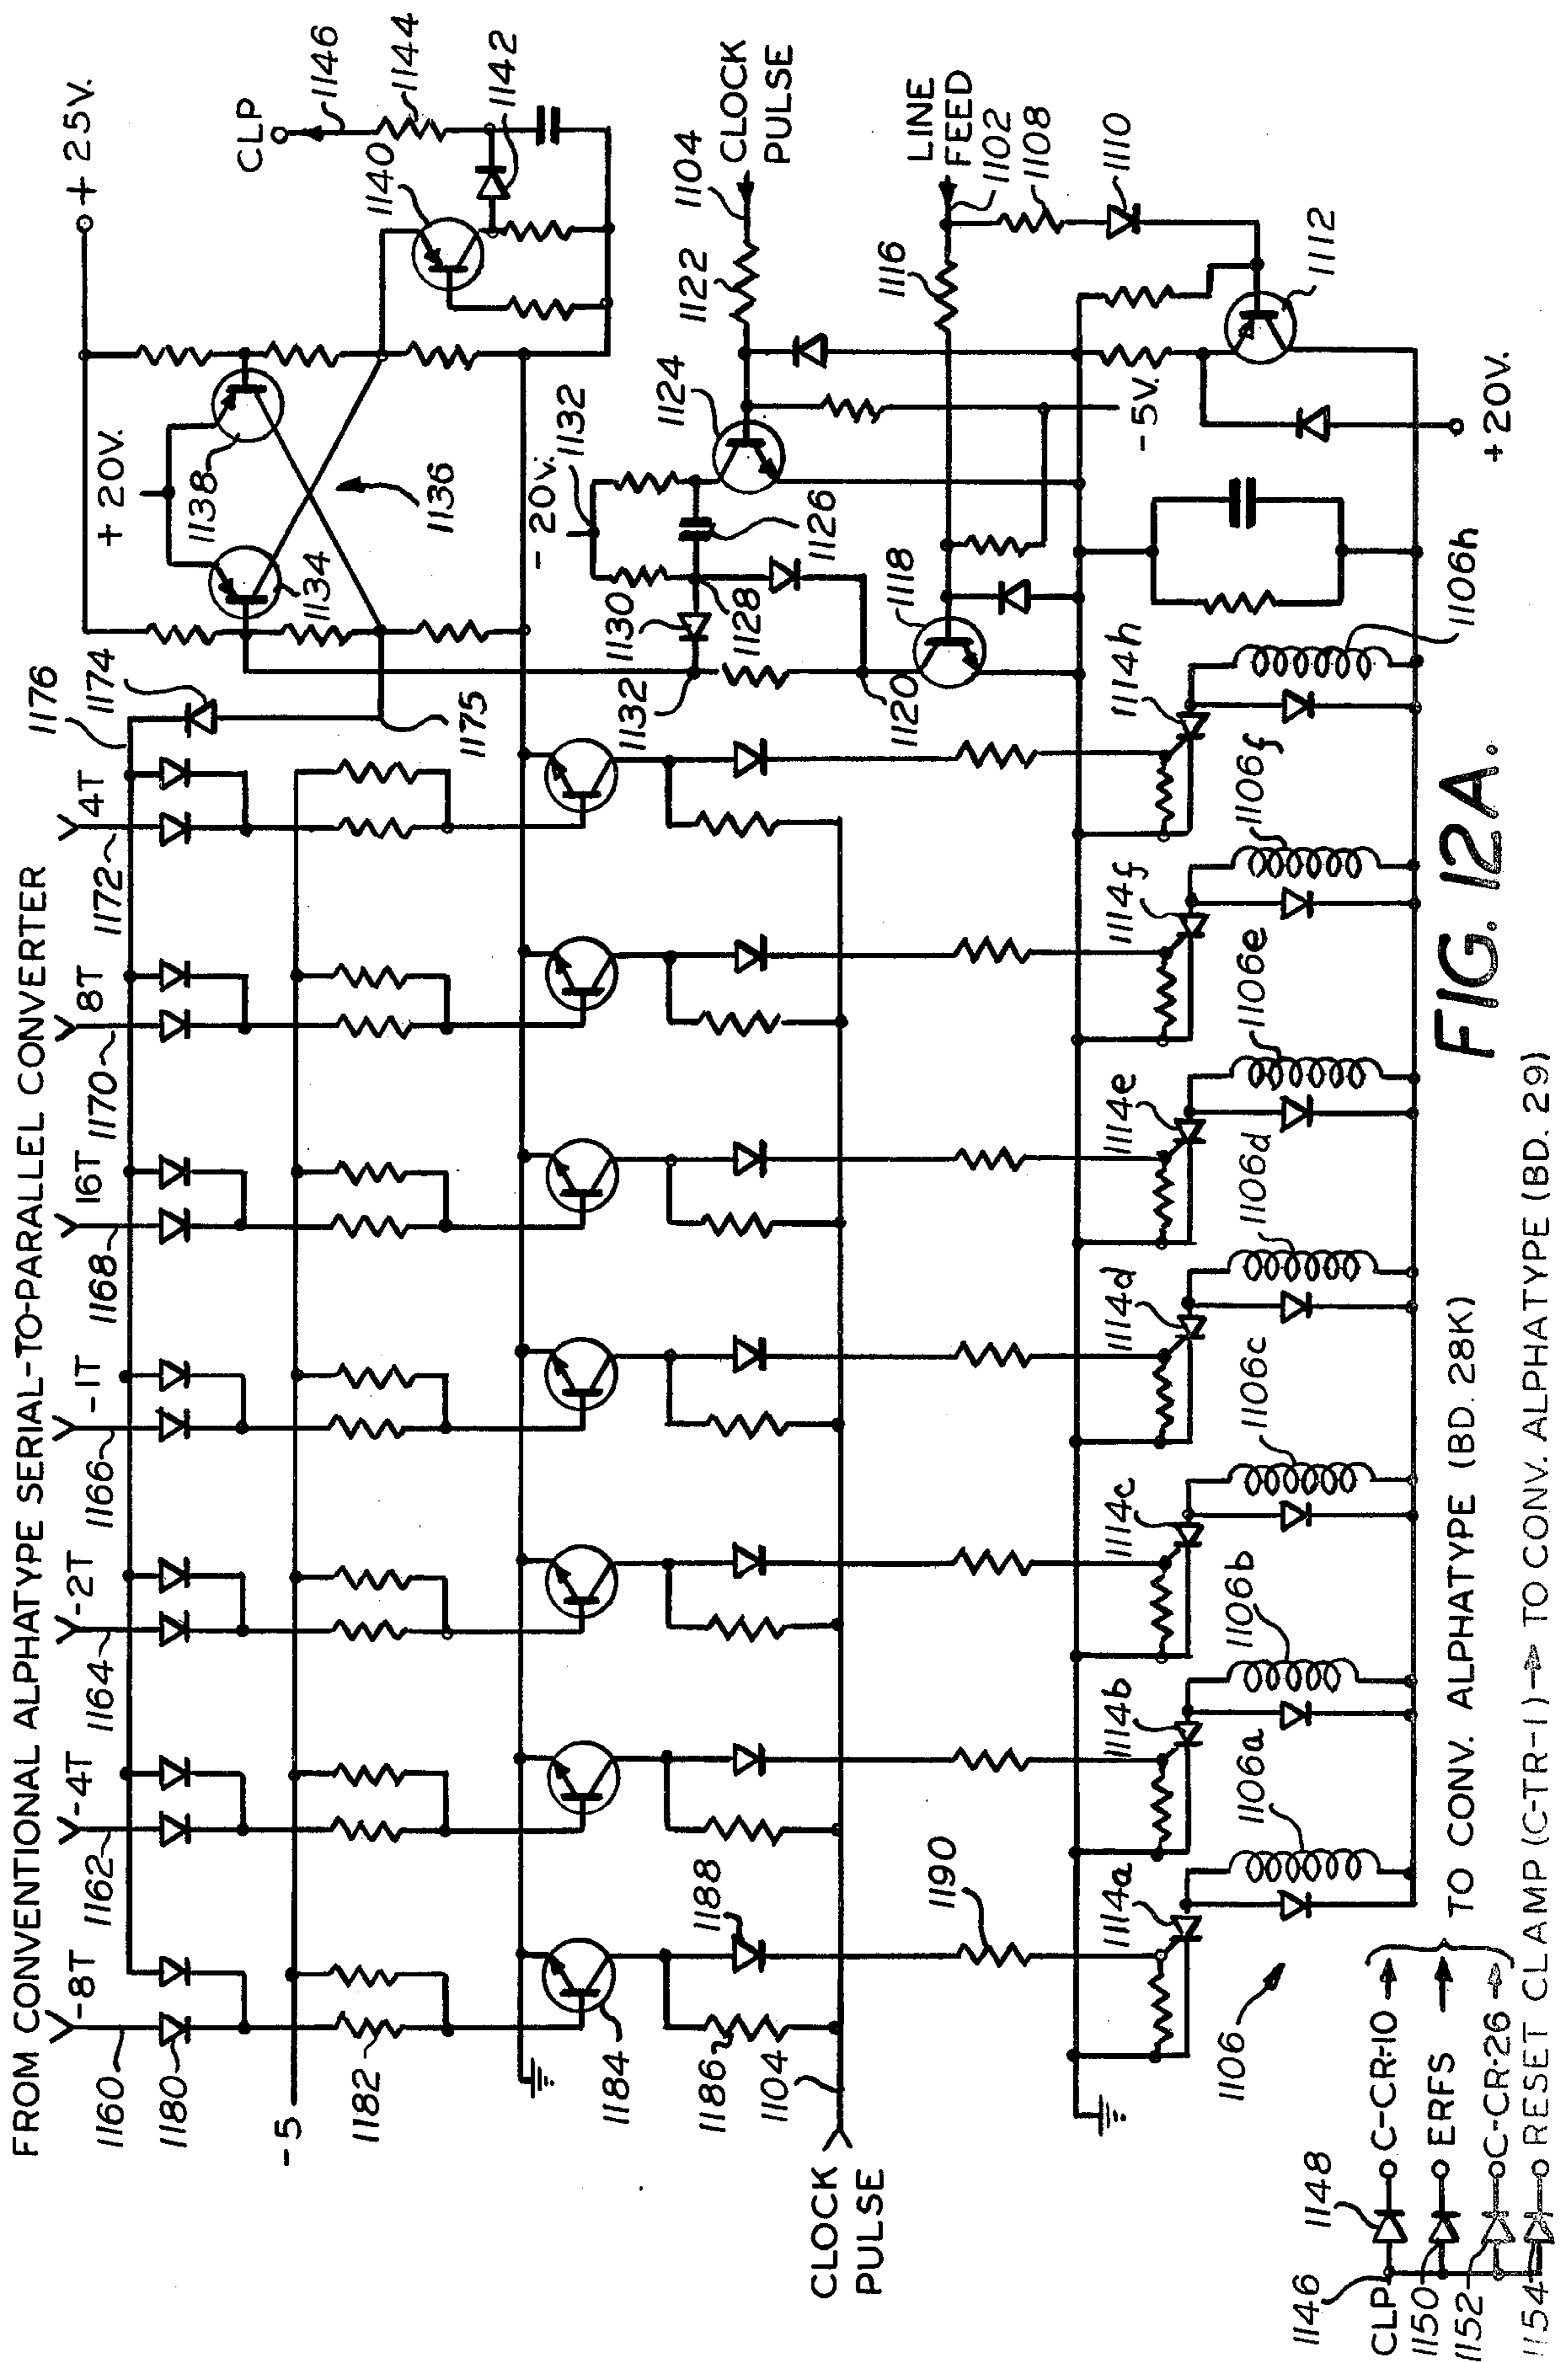 FROM CONVENTIONAL ALPHATYPE SERIAL-TO-PARALLEL CONVERTER
-8T
-4T
-2T
-1T
16T
8T
4T
1160
1162
1164
1166
1168
1170
1172
1176
1174
1175
1180
-5
1182
1184
1186
1188
1104
CLOCK
PULSE
1190
+20V.
+25V.
1134
1138
1136
CLP
1146
1144
1142
1140
-20V.
1132
1130
1128
1126
1132
1120
1118
1124
1122
1104
CLOCK
PULSE
1116
LINE
FEED
1102
1108
1110
1112
-5V.
+20V.
1106
1114a
1114b
1114c
1114d
1114e
1114f
1114h
1106a
1106b
1106c
1106d
1106e
1106f
1106h
1146
CLP
1148
1150
1152
1154
C-CR-10
ERFS
C-CR-26
TO CONV. ALPHATYPE (BD. 28K)
RESET CLAMP (C-TR-1) → TO CONV. ALPHATYPE (BD. 29)
FIG. 12A.